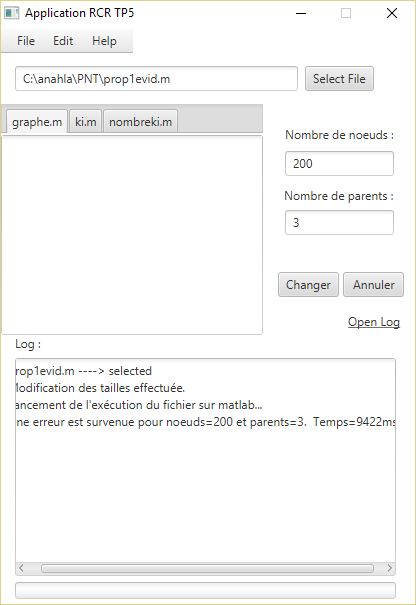 Application RCR TP5
File Edit Help
C:\anahla\PNT\prop1evid.m Select File
graphe.m ki.m nombreki.m
Nombre de noeuds :
200
Nombre de parents :
3
Changer Annuler
Open Log
Log :
rop1evid.m ----> selected
Modification des tailles effectuée.
ancement de l'exécution du fichier sur matlab...
ne erreur est survenue pour noeuds=200 et parents=3. Temps=9422ms